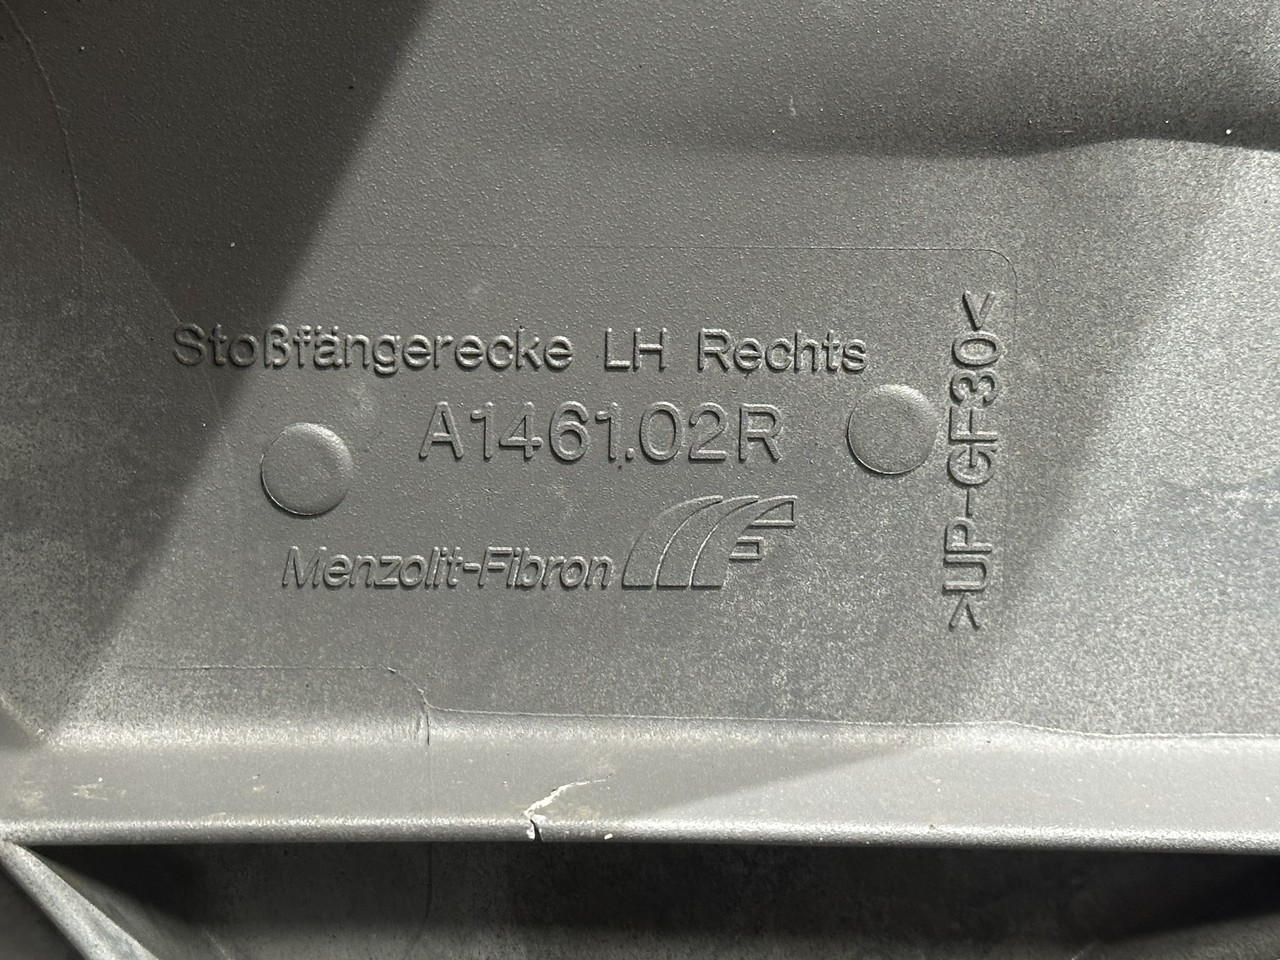 Stoßfängerecke LH Rechts
A1461.02R
Menzolit-Fibron
>UP-GF30<